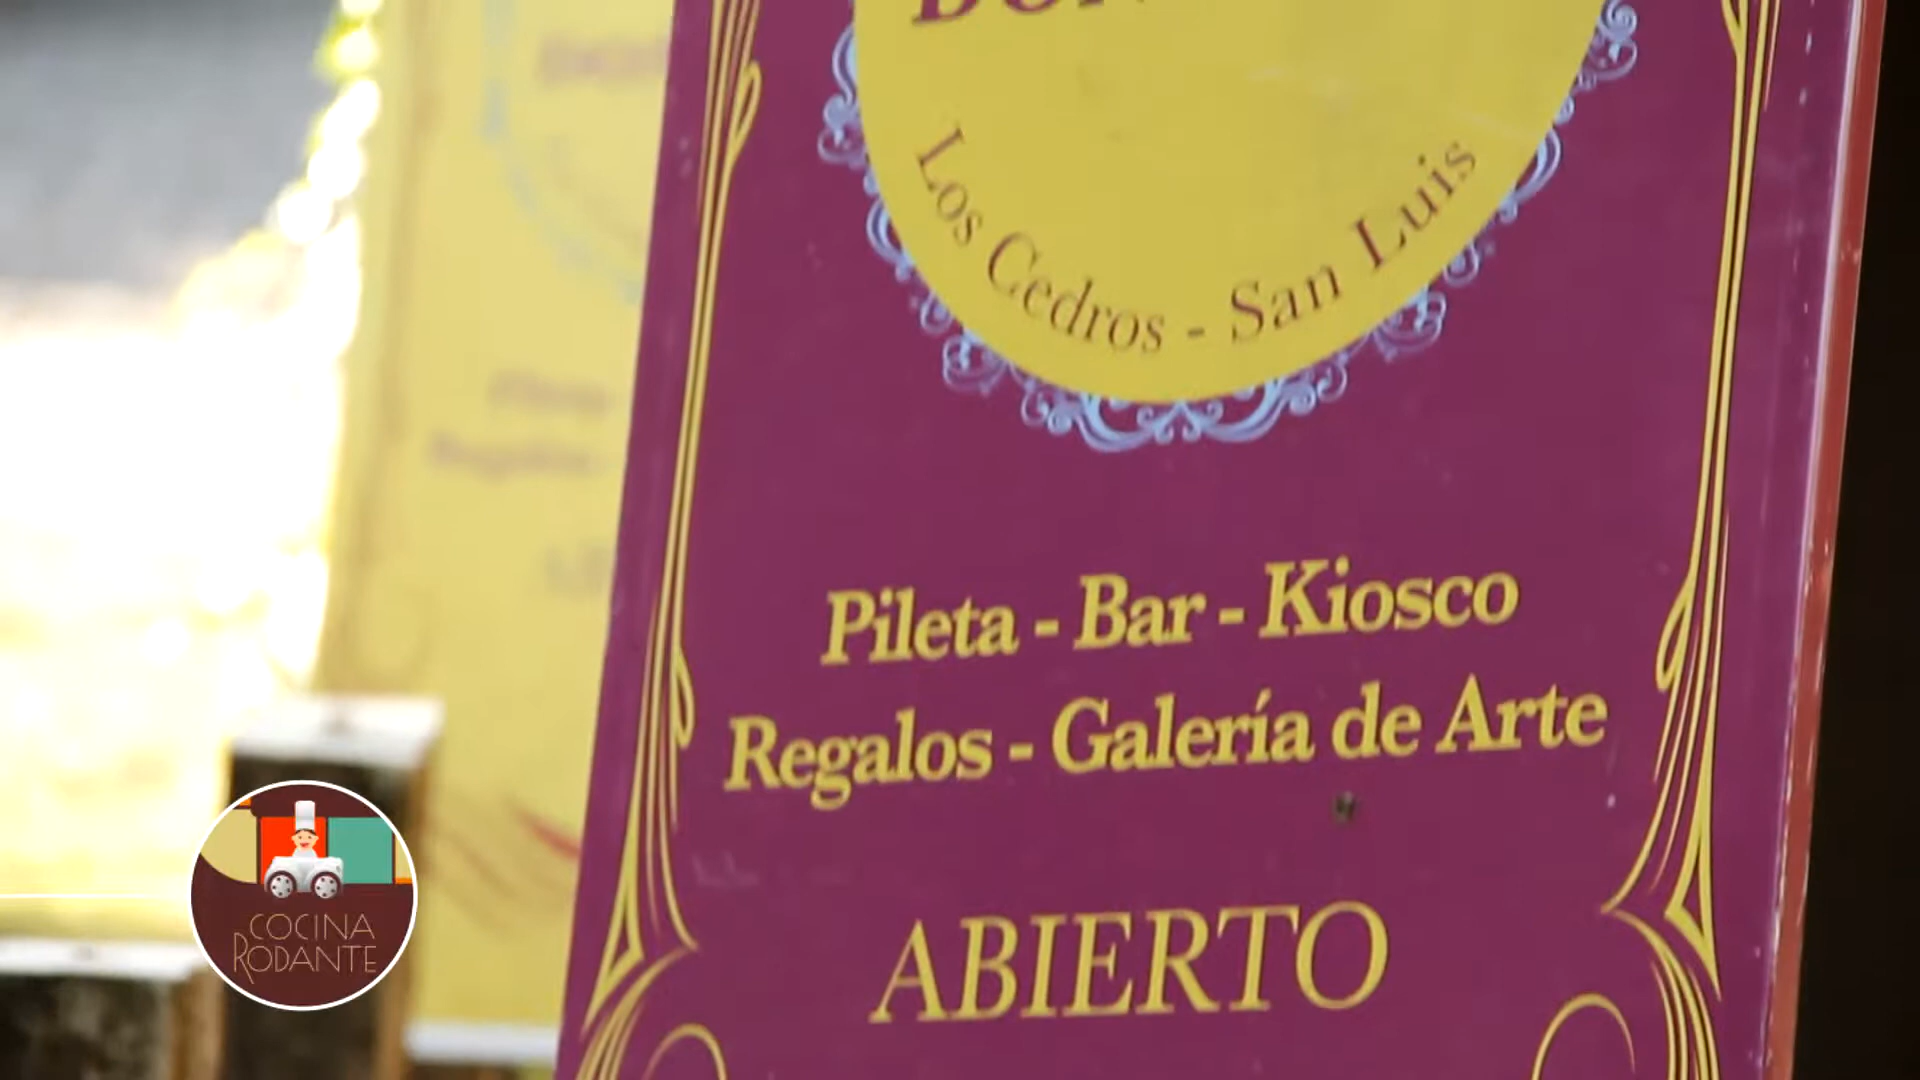 Los Cedros - San Luis
Pileta - Bar - Kiosco
Regalos - Galería de Arte
ABIERTO
COCINA
RODANTE